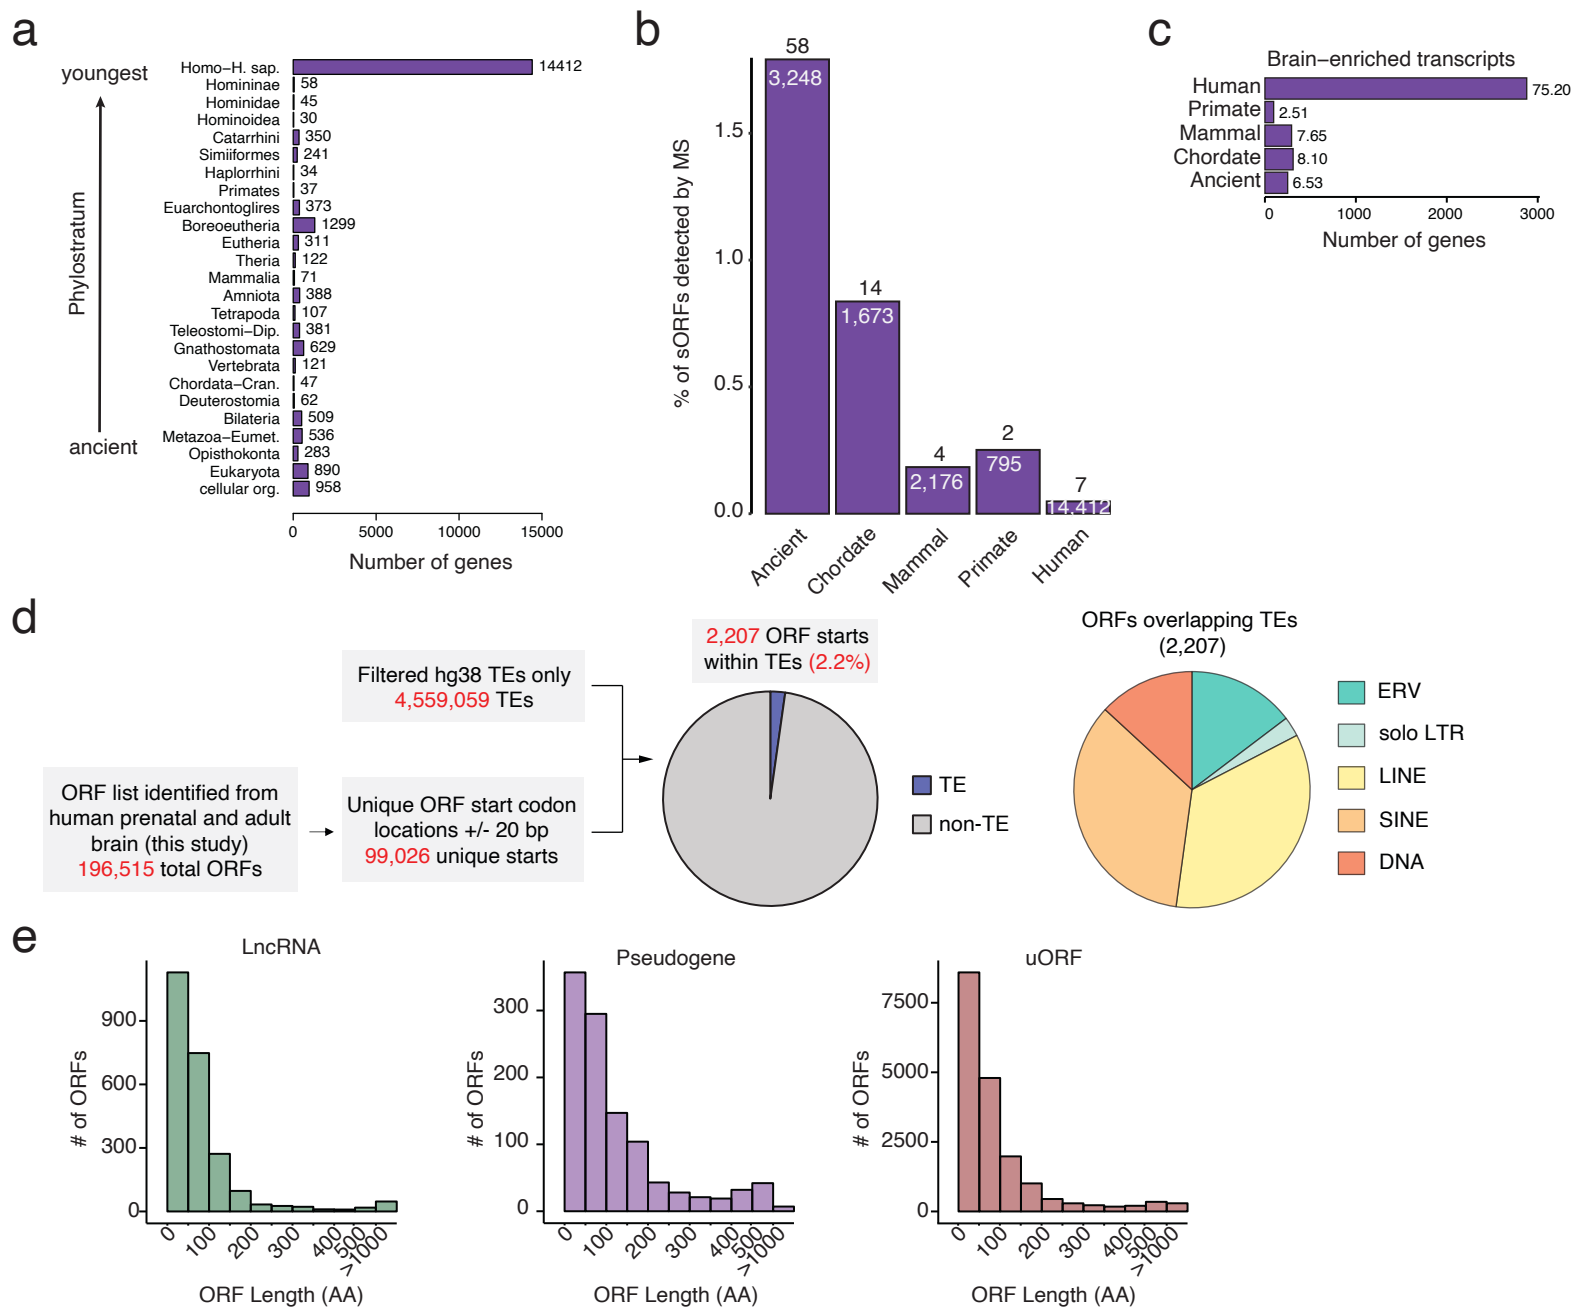 a
youngest
Phylostratum
ancient
Homo–H. sap.
14412
Homininae
58
Hominidae
45
Hominoidea
30
Catarrhini
350
Simiiformes
241
Haplorrhini
34
Primates
37
Euarchontoglires
373
Boreoeutheria
1299
Eutheria
311
Theria
122
Mammalia
71
Amniota
388
Tetrapoda
107
Teleostomi–Dip.
381
Gnathostomata
629
Vertebrata
121
Chordata–Cran.
47
Deuterostomia
62
Bilateria
509
Metazoa–Eumet.
536
Opisthokonta
283
Eukaryota
890
cellular org.
958
0 5000 10000 15000
Number of genes
b
% of sORFs detected by MS
1.5
1.0
0.5
0.0
58
3,248
14
1,673
4
2,176
2
795
7
14,412
Ancient
Chordate
Mammal
Primate
Human
c
Brain–enriched transcripts
Human
75.20
Primate
2.51
Mammal
7.65
Chordate
8.10
Ancient
6.53
0 1000 2000 3000
Number of genes
d
ORF list identified from
human prenatal and adult
brain (this study)
196,515 total ORFs
Filtered hg38 TEs only
4,559,059 TEs
Unique ORF start codon
locations +/- 20 bp
99,026 unique starts
2,207 ORF starts
within TEs (2.2%)
TE
non-TE
ORFs overlapping TEs
(2,207)
ERV
solo LTR
LINE
SINE
DNA
e
LncRNA
# of ORFs
900
600
300
0
0 100 200 300 400 500 >1000
ORF Length (AA)
Pseudogene
# of ORFs
300
200
100
0
0 100 200 300 400 500 >1000
ORF Length (AA)
uORF
# of ORFs
7500
5000
2500
0
0 100 200 300 400 500 >1000
ORF Length (AA)